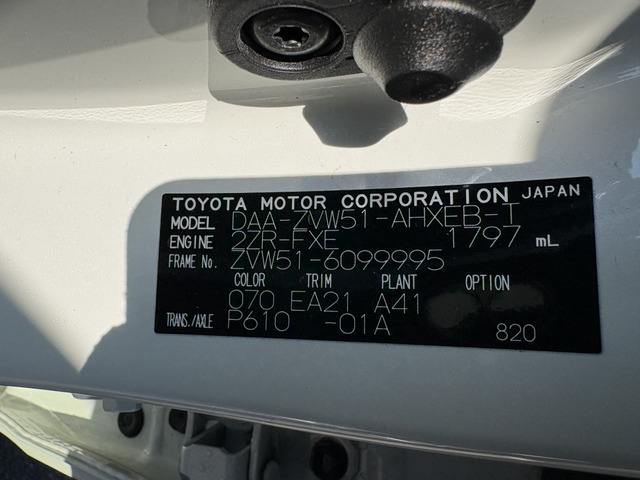 TOYOTA MOTOR CORPORATION JAPAN
MODEL DAA-ZVW51-AHXEB-T
ENGINE 2ZR-FXE 1797 mL
FRAME No. ZVW51-6099995
COLOR TRIM PLANT OPTION
070 EA21 A41
TRANS./AXLE P610 -01A 820